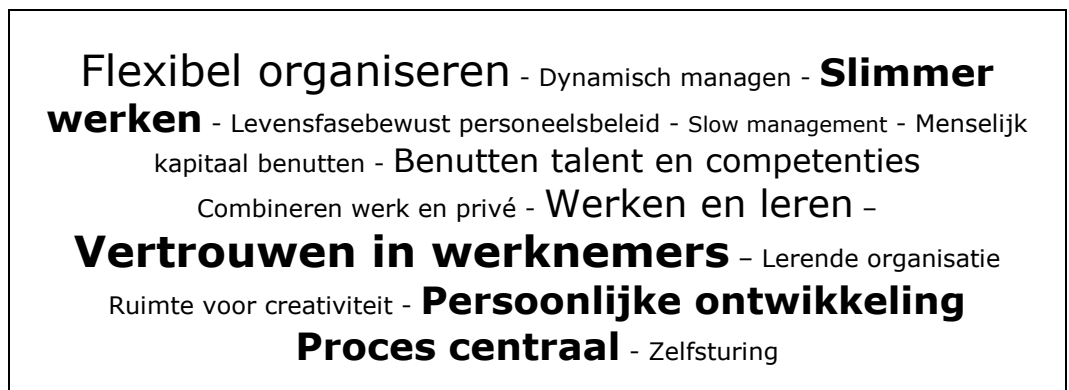 Flexibel organiseren - Dynamisch managen - Slimmer
werken - Levensfasebewust personeelsbeleid - Slow management - Menselijk
kapitaal benutten - Benutten talent en competenties
Combineren werk en privé - Werken en leren –
Vertrouwen in werknemers – Lerende organisatie
Ruimte voor creativiteit - Persoonlijke ontwikkeling
Proces centraal - Zelfsturing